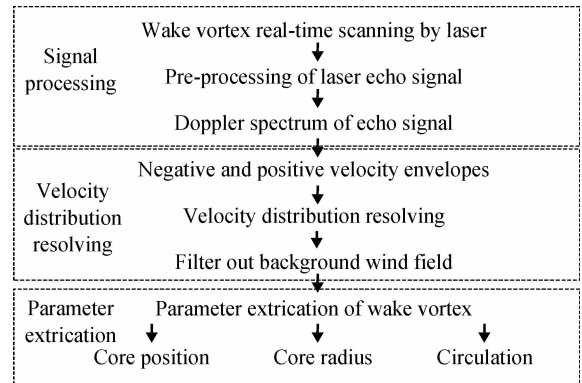 Signal
processing
Wake vortex real-time scanning by laser
Pre-processing of laser echo signal
Doppler spectrum of echo signal
Velocity
distribution
resolving
Negative and positive velocity envelopes
Velocity distribution resolving
Filter out background wind field
Parameter
extrication
Parameter extrication of wake vortex
Core position
Core radius
Circulation